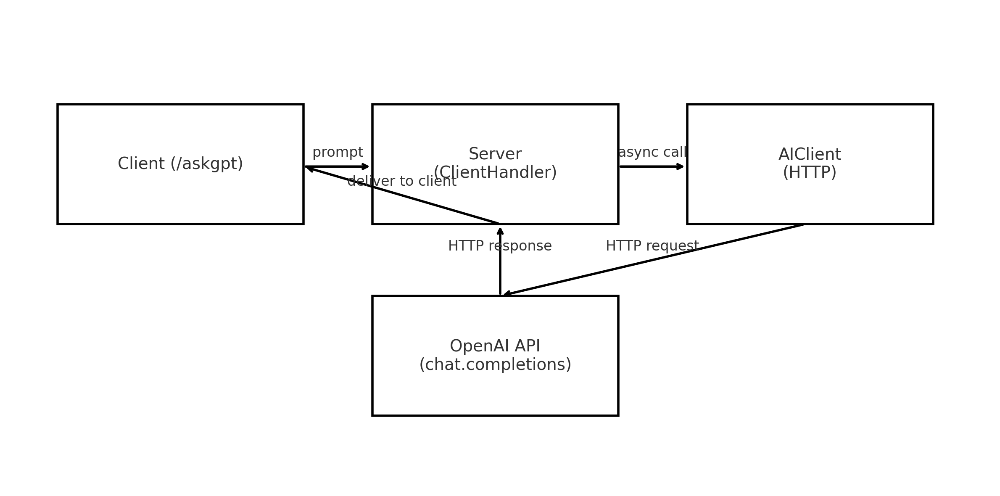 Client (/askgpt)
prompt
Server
(ClientHandler)
deliver to client
async call
AIClient
(HTTP)
HTTP response
HTTP request
OpenAI API
(chat.completions)